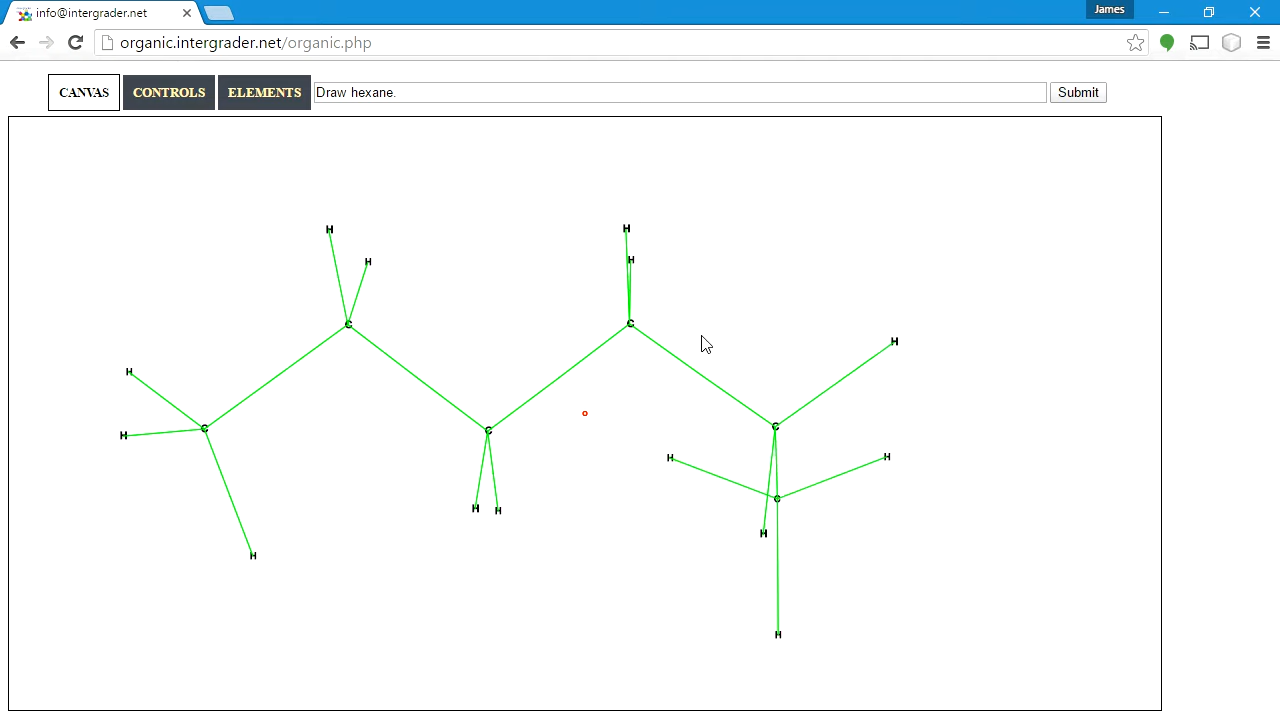 info@intergrader.net
James
organic.intergrader.net/organic.php
CANVAS CONTROLS ELEMENTS Draw hexane. Submit
H H
H H
C C
H H
H C C C
H H H
C
H H H
H
H